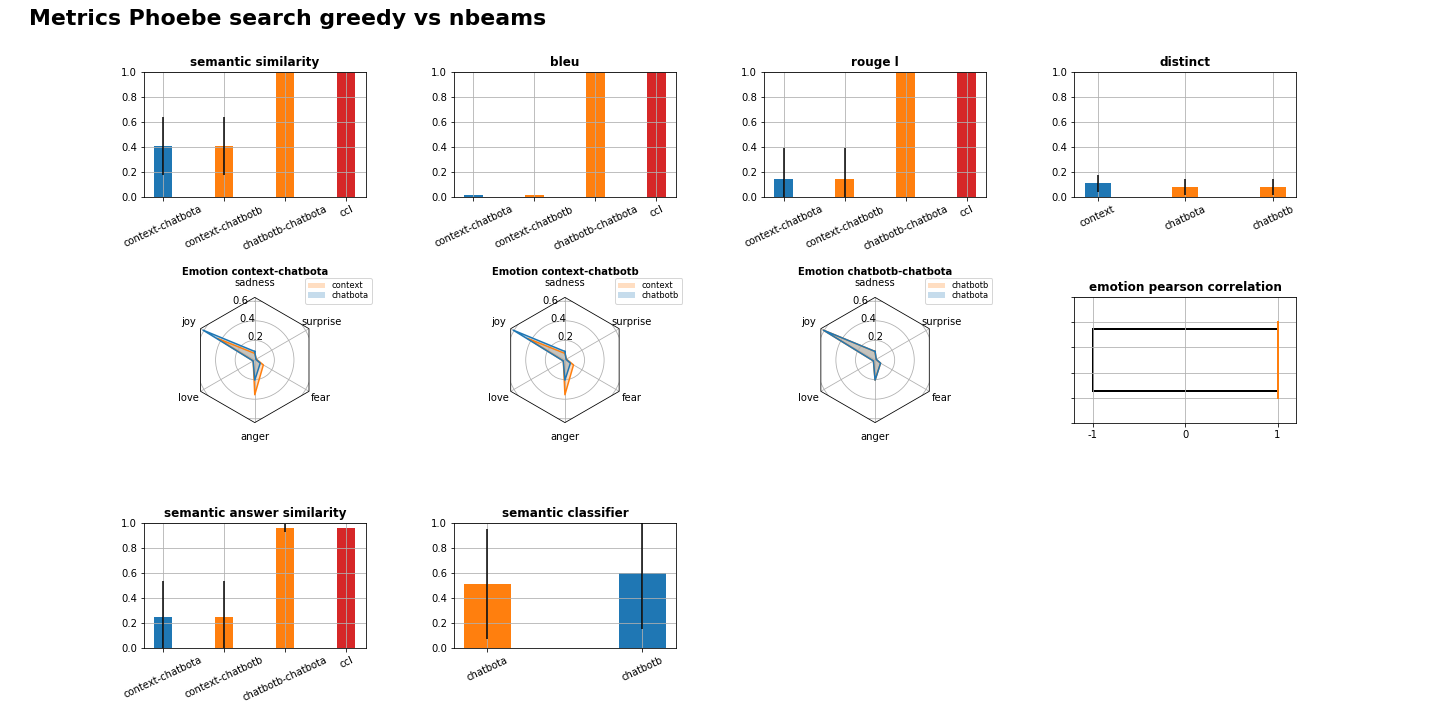 Metrics Phoebe search greedy vs nbeams
semantic similarity
1.0
0.8
0.6
0.4
0.2
0.0
context-chatbota
context-chatbotb
chatbotb-chatbota
ccl
bleu
1.0
0.8
0.6
0.4
0.2
0.0
context-chatbota
context-chatbotb
chatbotb-chatbota
ccl
rouge l
1.0
0.8
0.6
0.4
0.2
0.0
context-chatbota
context-chatbotb
chatbotb-chatbota
ccl
distinct
1.0
0.8
0.6
0.4
0.2
0.0
context
chatbota
chatbotb
Emotion context-chatbota
sadness
context
chatbota
0.6
0.4
0.2
joy
surprise
love
fear
anger
Emotion context-chatbotb
sadness
context
chatbotb
0.6
0.4
0.2
joy
surprise
love
fear
anger
Emotion chatbotb-chatbota
sadness
chatbotb
chatbota
0.6
0.4
0.2
joy
surprise
love
fear
anger
emotion pearson correlation
-1
0
1
semantic answer similarity
1.0
0.8
0.6
0.4
0.2
0.0
context-chatbota
context-chatbotb
chatbotb-chatbota
ccl
semantic classifier
1.0
0.8
0.6
0.4
0.2
0.0
chatbota
chatbotb